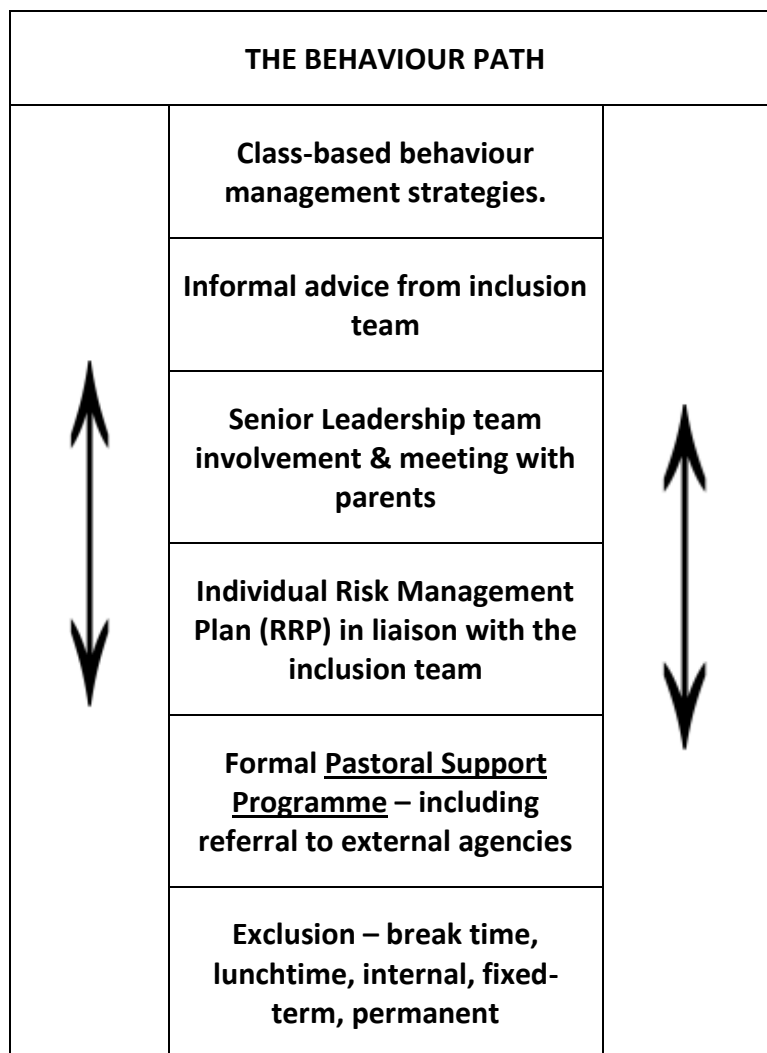 THE BEHAVIOUR PATH
Class-based behaviour
management strategies.
Informal advice from inclusion
team
Senior Leadership team
involvement & meeting with
parents
Individual Risk Management
Plan (RRP) in liaison with the
inclusion team
Formal Pastoral Support
Programme – including
referral to external agencies
Exclusion – break time,
lunchtime, internal, fixed-
term, permanent